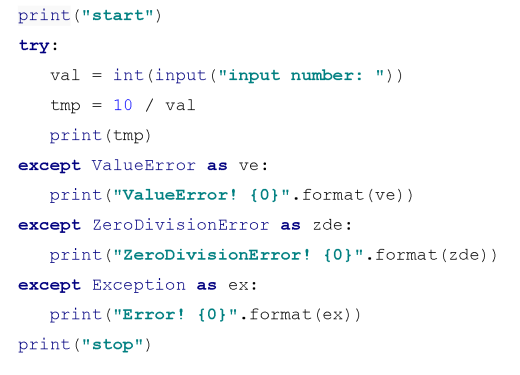 print("start")
try:
   val = int(input("input number: "))
   tmp = 10 / val
   print(tmp)
except ValueError as ve:
   print("ValueError! {0}".format(ve))
except ZeroDivisionError as zde:
   print("ZeroDivisionError! {0}".format(zde))
except Exception as ex:
   print("Error! {0}".format(ex))
print("stop")